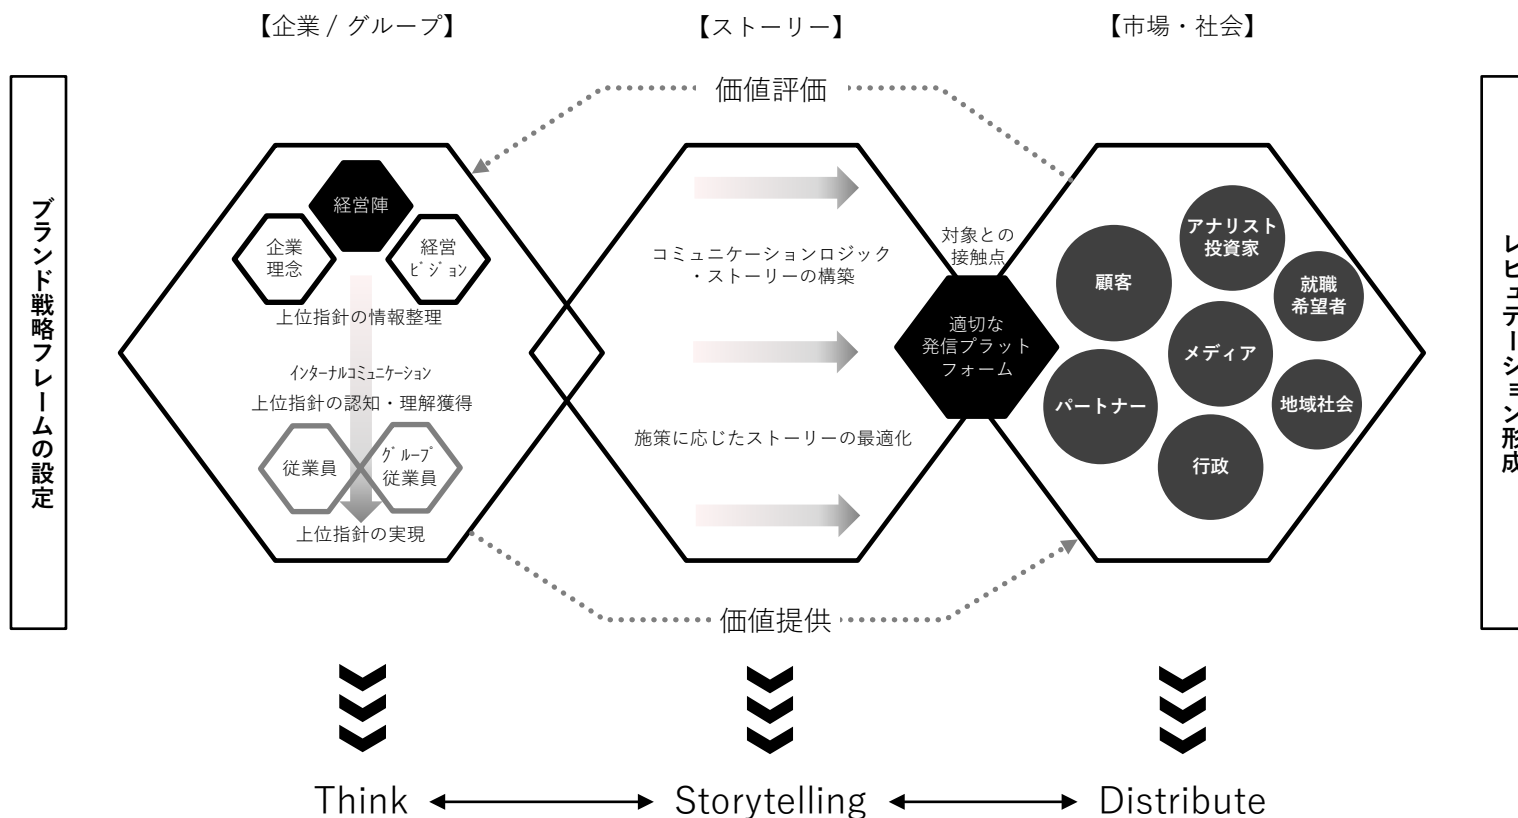 【企業 / グループ】
【ストーリー】
【市場・社会】
価値評価
ブランド戦略フレームの設定
経営陣
企業
理念
経営
ビジョン
上位指針の情報整理
インターナルコミュニケーション
上位指針の認知・理解獲得
従業員
グループ
従業員
上位指針の実現
コミュニケーションロジック
・ストーリーの構築
施策に応じたストーリーの最適化
対象との
接触点
適切な
発信プラット
フォーム
アナリスト
投資家
顧客
就職
希望者
メディア
パートナー
地域社会
行政
レピュテーション形成
価値提供
Think
Storytelling
Distribute